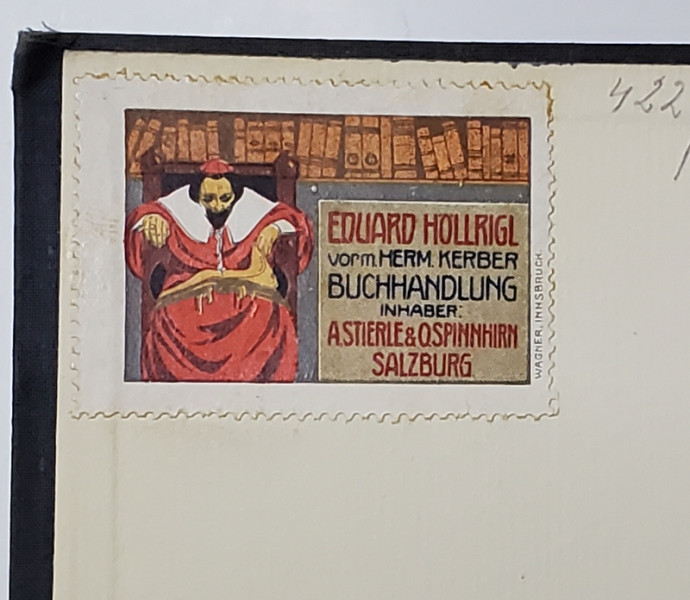 422
EDUARD HÖLLRIGL
vorm. HERM. KERBER
BUCHHANDLUNG
INHABER:
A. STIERLE & O. SPINNHIRN
SALZBURG
WAGNER, INNSBRUCK.